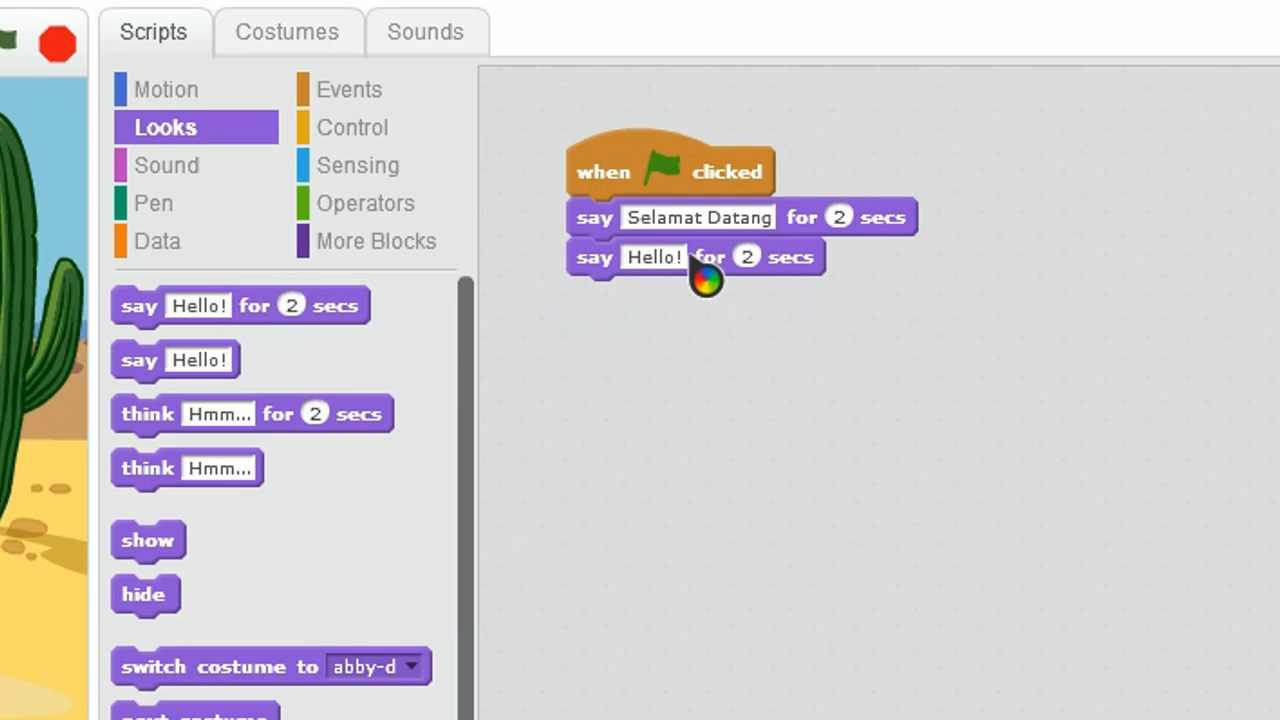 Scripts
Costumes
Sounds
Motion
Events
Looks
Control
Sound
Sensing
Pen
Operators
Data
More Blocks
say Hello! for 2 secs
say Hello!
think Hmm... for 2 secs
think Hmm...
show
hide
switch costume to abby-d
next costume
when clicked
say Selamat Datang for 2 secs
say Hello! for 2 secs